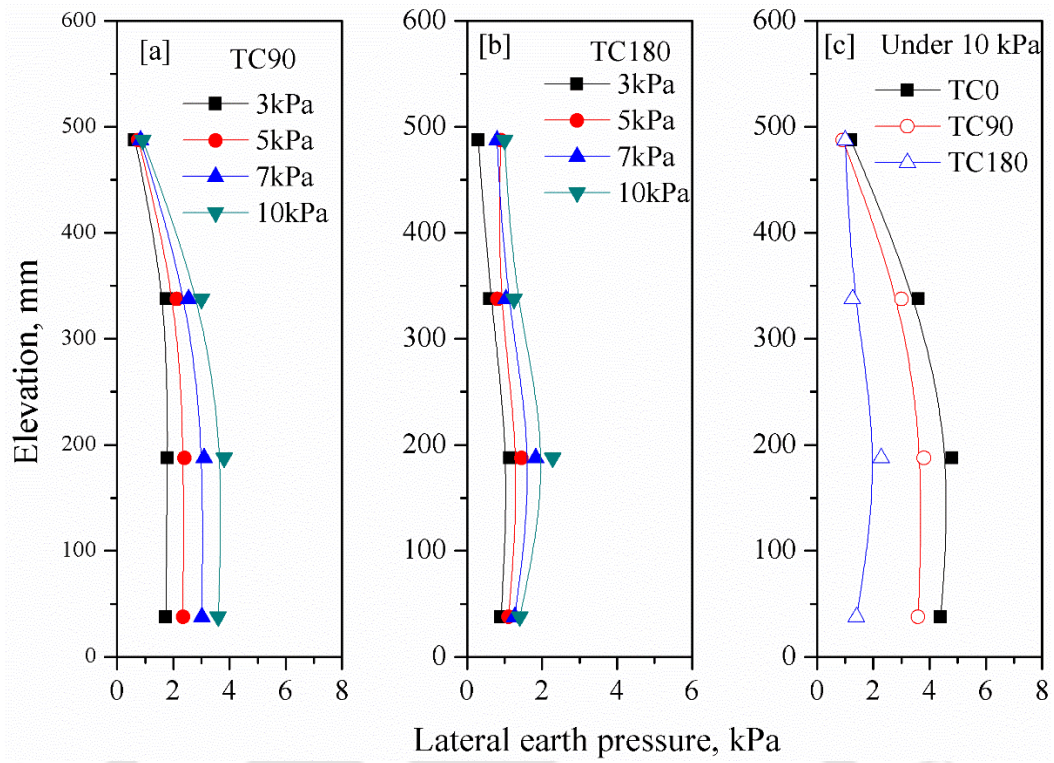 [a]
TC90
3kPa
5kPa
7kPa
10kPa
600
500
400
300
200
100
0
0 2 4 6 8
[b]
TC180
3kPa
5kPa
7kPa
10kPa
600
500
400
300
200
100
0
0 2 4 6
[c] Under 10 kPa
TC0
TC90
TC180
600
500
400
300
200
100
0
0 2 4 6 8
Elevation, mm
Lateral earth pressure, kPa